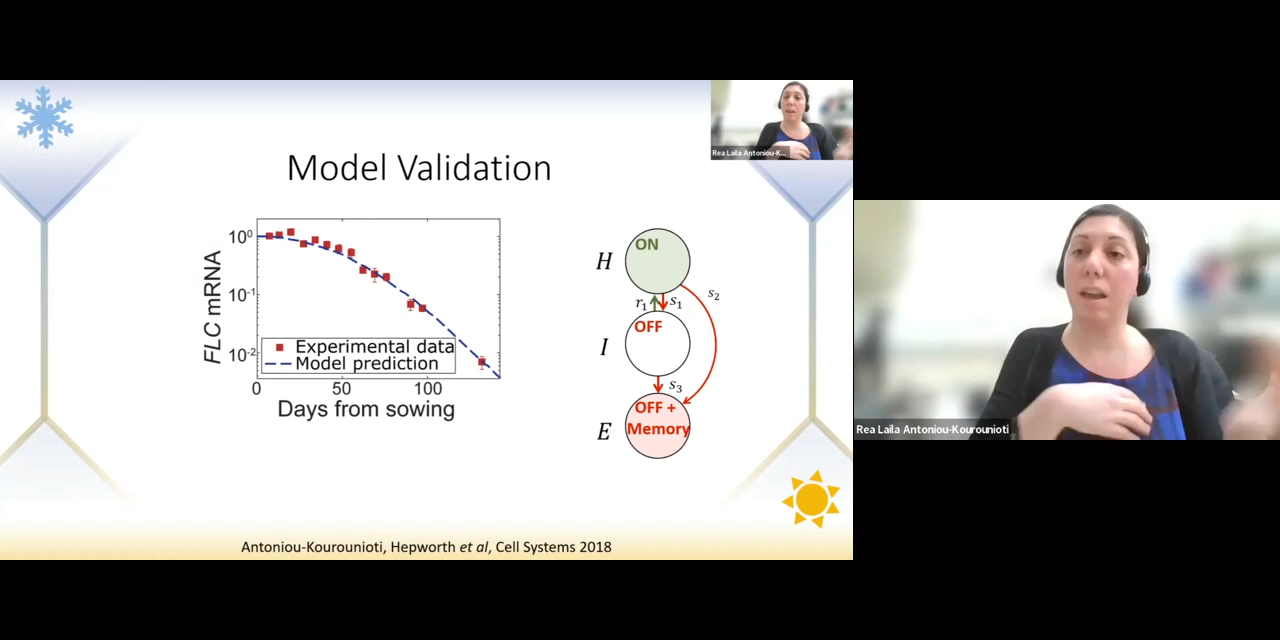 Rea Laila Antoniou-K...
Model Validation
FLC mRNA
10⁰
10⁻¹
10⁻²
Experimental data
Model prediction
0
50
100
Days from sowing
H
ON
r₁
s₁
s₂
I
OFF
s₃
E
OFF +
Memory
Antoniou-Kourounioti, Hepworth et al, Cell Systems 2018
Rea Laila Antoniou-Kourounioti